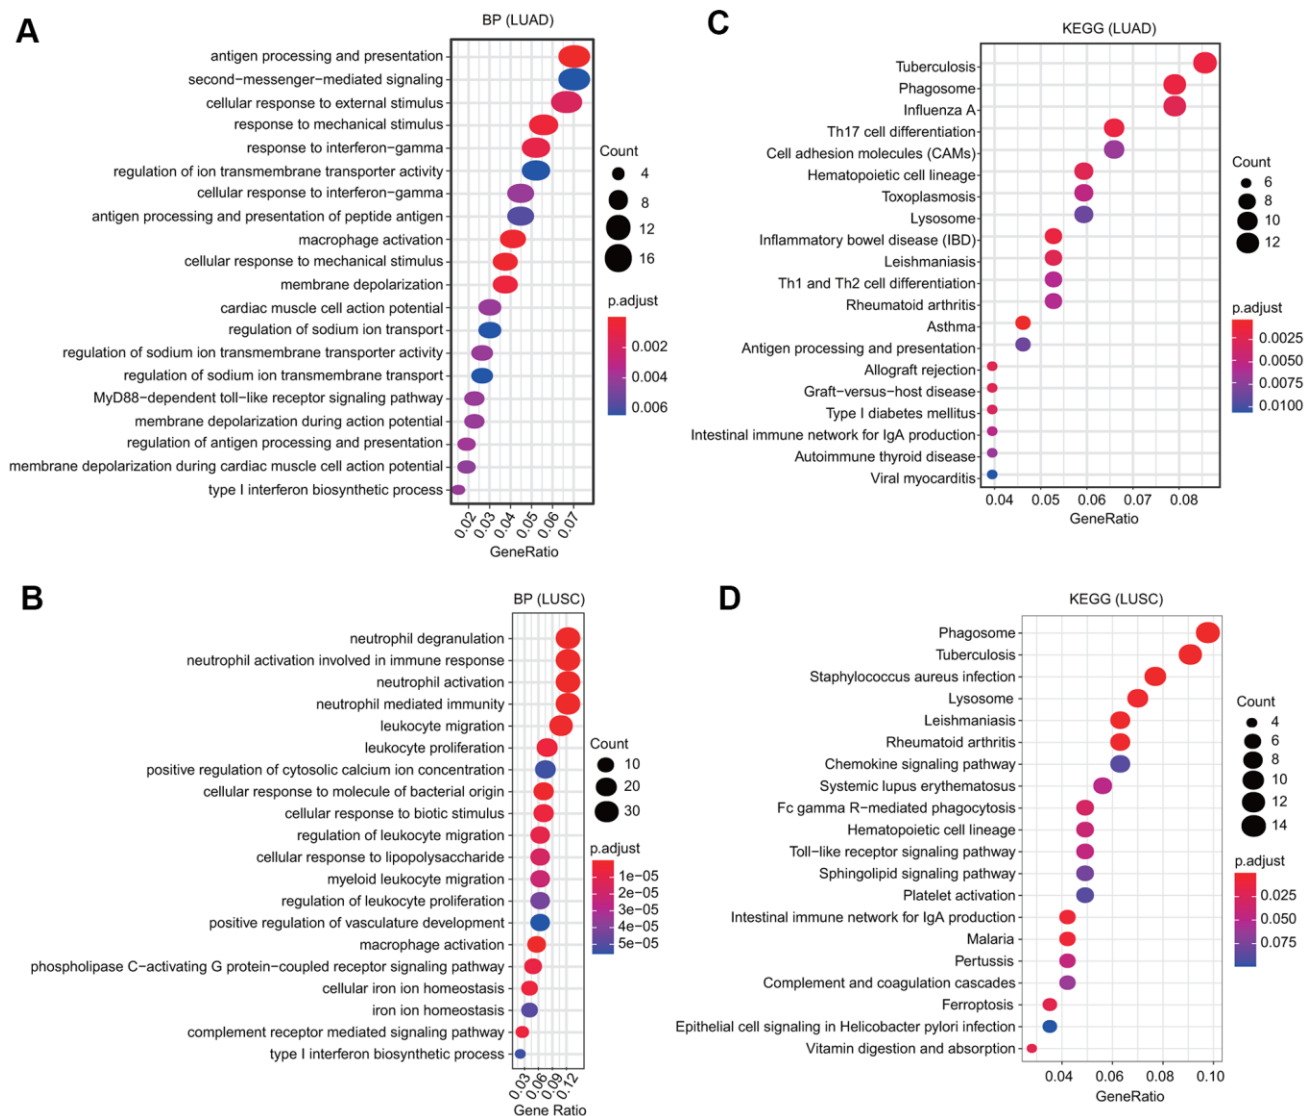 A
BP (LUAD)
antigen processing and presentation
second−messenger−mediated signaling
cellular response to external stimulus
response to mechanical stimulus
response to interferon−gamma
regulation of ion transmembrane transporter activity
cellular response to interferon−gamma
antigen processing and presentation of peptide antigen
macrophage activation
cellular response to mechanical stimulus
membrane depolarization
cardiac muscle cell action potential
regulation of sodium ion transport
regulation of sodium ion transmembrane transporter activity
regulation of sodium ion transmembrane transport
MyD88−dependent toll−like receptor signaling pathway
membrane depolarization during action potential
regulation of antigen processing and presentation
membrane depolarization during cardiac muscle cell action potential
type I interferon biosynthetic process
0.02 0.03 0.04 0.05 0.06 0.07
GeneRatio
Count
4
8
12
16
p.adjust
0.002
0.004
0.006
C
KEGG (LUAD)
Tuberculosis
Phagosome
Influenza A
Th17 cell differentiation
Cell adhesion molecules (CAMs)
Hematopoietic cell lineage
Toxoplasmosis
Lysosome
Inflammatory bowel disease (IBD)
Leishmaniasis
Th1 and Th2 cell differentiation
Rheumatoid arthritis
Asthma
Antigen processing and presentation
Allograft rejection
Graft−versus−host disease
Type I diabetes mellitus
Intestinal immune network for IgA production
Autoimmune thyroid disease
Viral myocarditis
0.04 0.05 0.06 0.07 0.08
GeneRatio
Count
6
8
10
12
p.adjust
0.0025
0.0050
0.0075
0.0100
B
BP (LUSC)
neutrophil degranulation
neutrophil activation involved in immune response
neutrophil activation
neutrophil mediated immunity
leukocyte migration
leukocyte proliferation
positive regulation of cytosolic calcium ion concentration
cellular response to molecule of bacterial origin
cellular response to biotic stimulus
regulation of leukocyte migration
cellular response to lipopolysaccharide
myeloid leukocyte migration
regulation of leukocyte proliferation
positive regulation of vasculature development
macrophage activation
phospholipase C−activating G protein−coupled receptor signaling pathway
cellular iron ion homeostasis
iron ion homeostasis
complement receptor mediated signaling pathway
type I interferon biosynthetic process
0.03 0.06 0.09 0.12
Gene Ratio
Count
10
20
30
p.adjust
1e−05
2e−05
3e−05
4e−05
5e−05
D
KEGG (LUSC)
Phagosome
Tuberculosis
Staphylococcus aureus infection
Lysosome
Leishmaniasis
Rheumatoid arthritis
Chemokine signaling pathway
Systemic lupus erythematosus
Fc gamma R−mediated phagocytosis
Hematopoietic cell lineage
Toll−like receptor signaling pathway
Sphingolipid signaling pathway
Platelet activation
Intestinal immune network for IgA production
Malaria
Pertussis
Complement and coagulation cascades
Ferroptosis
Epithelial cell signaling in Helicobacter pylori infection
Vitamin digestion and absorption
0.04 0.06 0.08 0.10
GeneRatio
Count
4
6
8
10
12
14
p.adjust
0.025
0.050
0.075